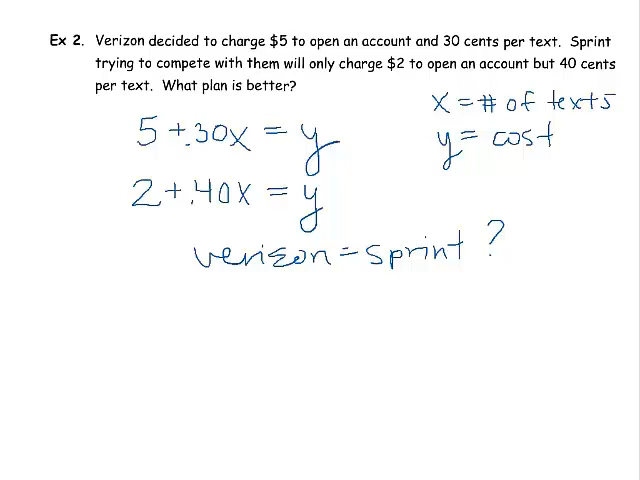 Ex 2. Verizon decided to charge $5 to open an account and 30 cents per text. Sprint
trying to compete with them will only charge $2 to open an account but 40 cents
per text. What plan is better?
x = # of texts
5 + .30x = y
y = cost
2 + .40x = y
verizon = sprint ?